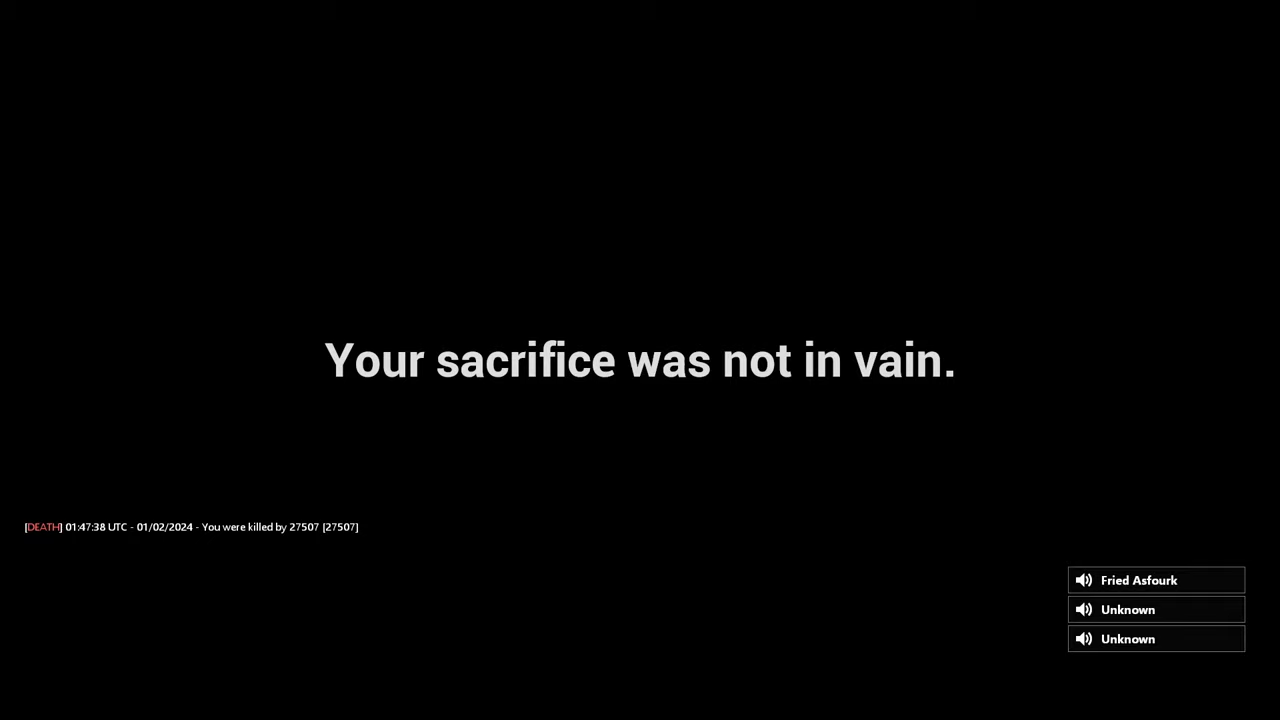 Your sacrifice was not in vain.
[DEATH] 01:47:38 UTC - 01/02/2024 - You were killed by 27507 [27507]
Fried Asfourk
Unknown
Unknown